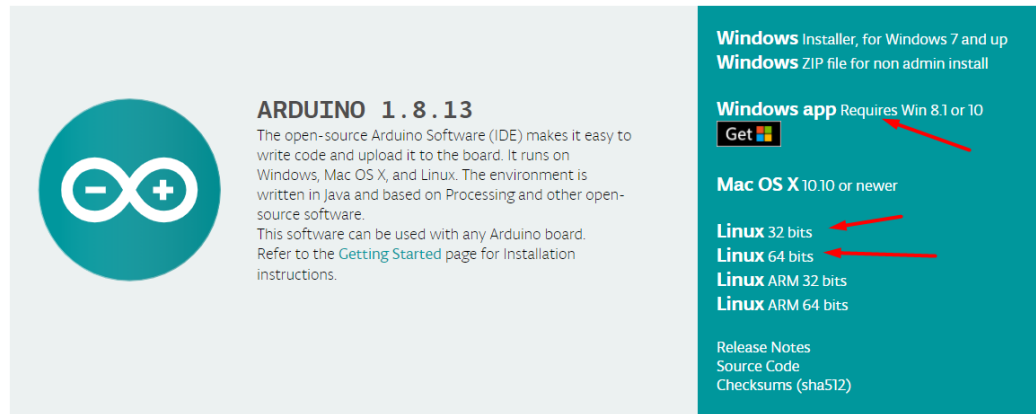 ARDUINO 1.8.13
The open-source Arduino Software (IDE) makes it easy to
write code and upload it to the board. It runs on
Windows, Mac OS X, and Linux. The environment is
written in Java and based on Processing and other open-
source software.
This software can be used with any Arduino board.
Refer to the Getting Started page for Installation
instructions.
Windows Installer, for Windows 7 and up
Windows ZIP file for non admin install
Windows app Requires Win 8.1 or 10
Get
Mac OS X 10.10 or newer
Linux 32 bits
Linux 64 bits
Linux ARM 32 bits
Linux ARM 64 bits
Release Notes
Source Code
Checksums (sha512)